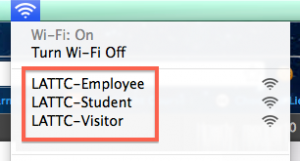 Wi-Fi: On
Turn Wi-Fi Off
LATTC-Employee
LATTC-Student
LATTC-Visitor